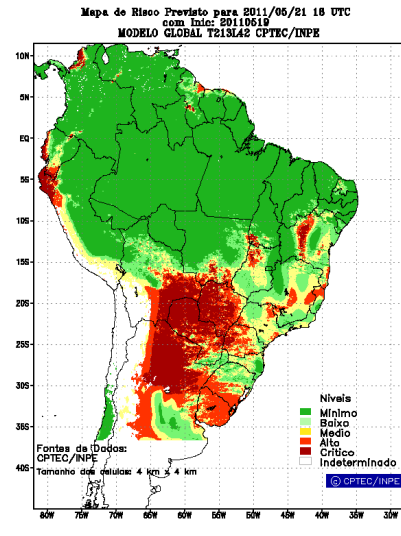 Mapa de Risco Previsto para 2011/05/21 18 UTC
com Inic: 20110519
MODELO GLOBAL T213L42 CPTEC/INPE
10N
5N
EQ
5S
10S
15S
20S
25S
30S
35S
40S
Niveis
Minimo
Baixo
Medio
Alto
Critico
Indeterminado
Fontes de Dados:
CPTEC/INPE
Tamanho das celulas: 4 km x 4 km
© CPTEC/INPE
80W 75W 70W 65W 60W 55W 50W 45W 40W 35W 30W